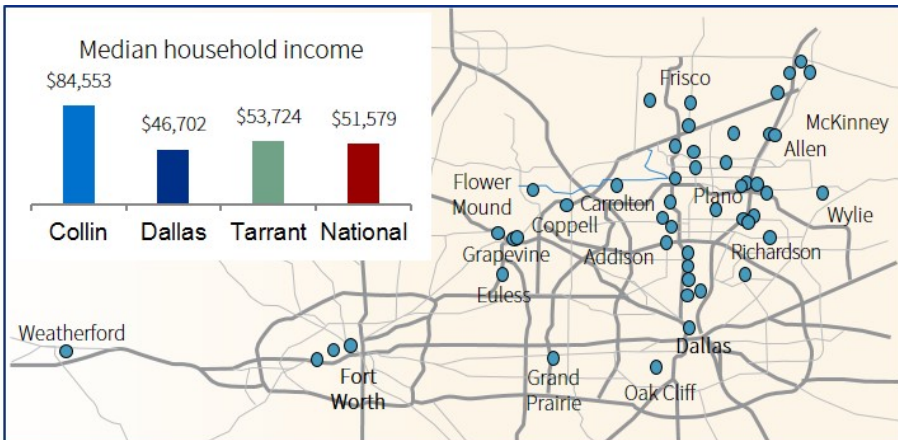 Median household income
$84,553
$46,702
$53,724
$51,579
Collin
Dallas
Tarrant
National
Frisco
McKinney
Allen
Flower
Mound
Carrolton
Plano
Wylie
Coppell
Grapevine
Addison
Richardson
Euless
Weatherford
Dallas
Fort
Worth
Grand
Prairie
Oak Cliff